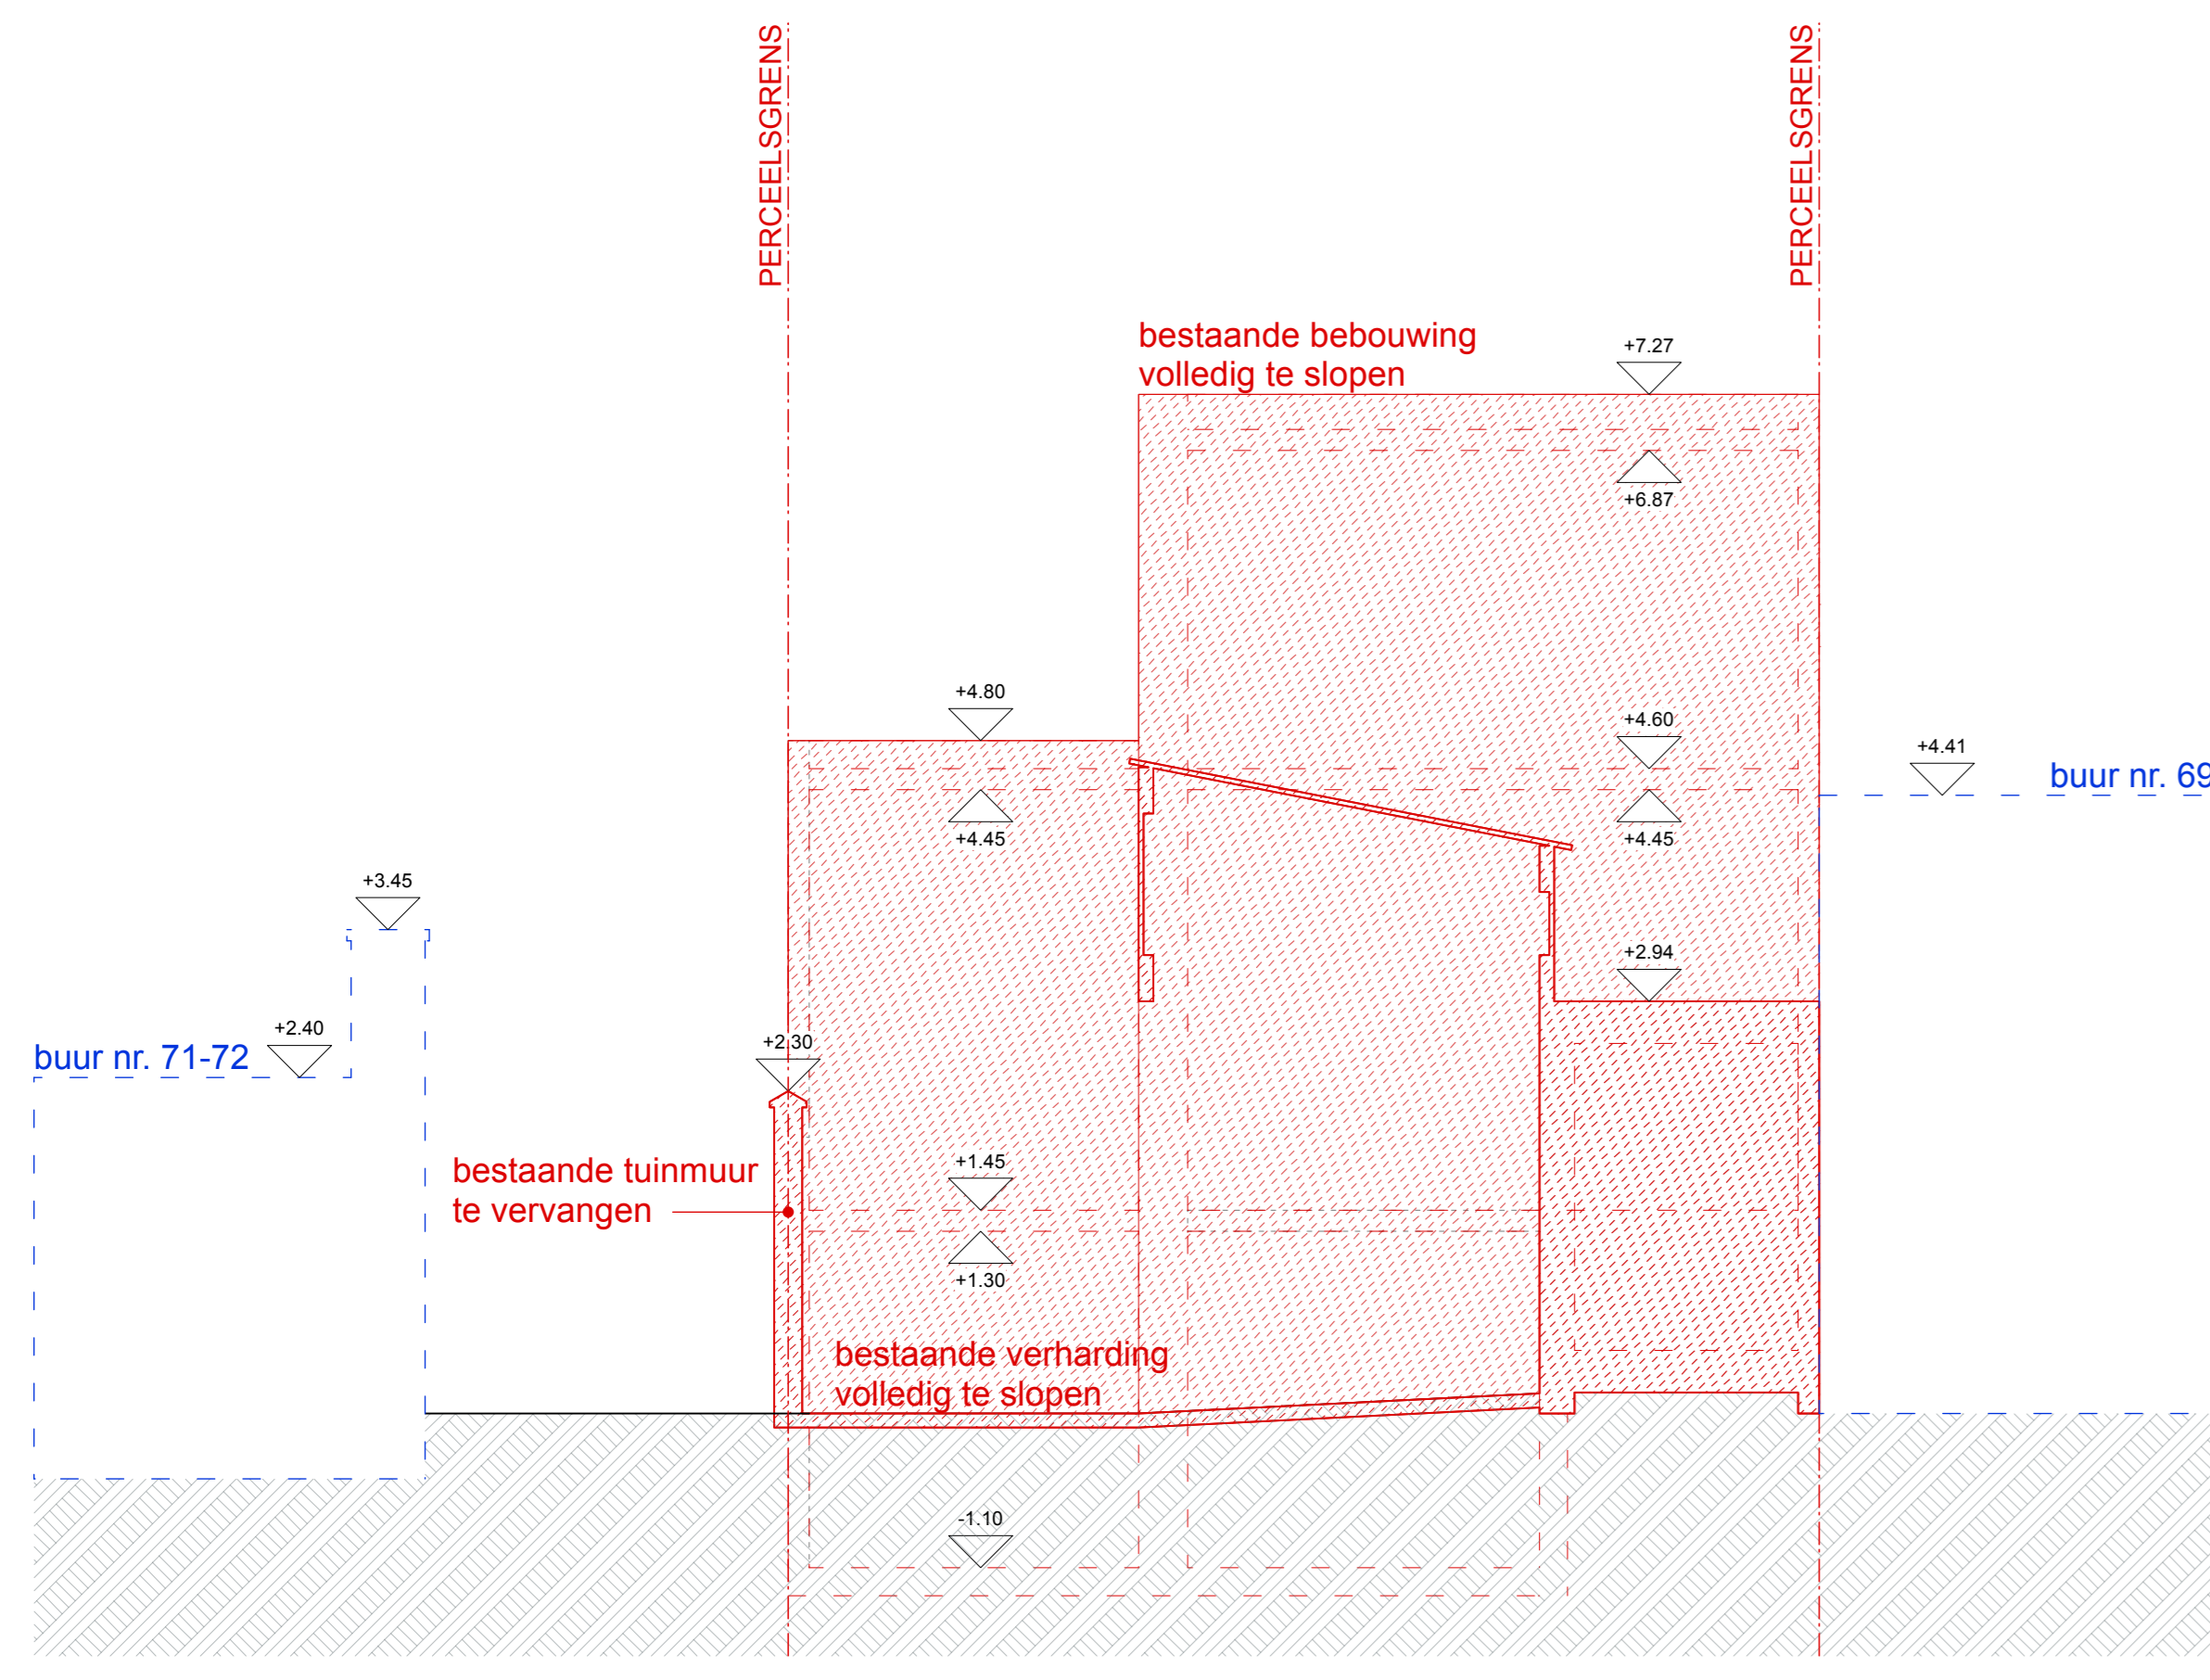 PERCEELSGRENS
PERCEELSGRENS
bestaande bebouwing
volledig te slopen
+7.27
+6.87
+4.80
+4.60
+4.41
buur nr. 69
+4.45
+4.45
+3.45
+2.94
+2.40
buur nr. 71-72
+2.30
bestaande tuinmuur
te vervangen
+1.45
+1.30
bestaande verharding
volledig te slopen
-1.10